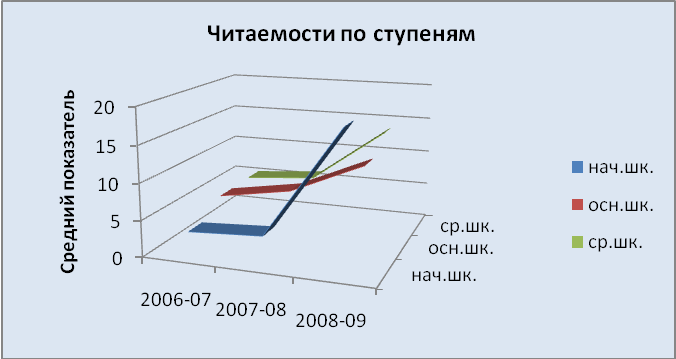 Читаемости по ступеням
Средний показатель
20
15
10
5
0
2006-07
2007-08
2008-09
ср.шк.
осн.шк.
нач.шк.
нач.шк.
осн.шк.
ср.шк.